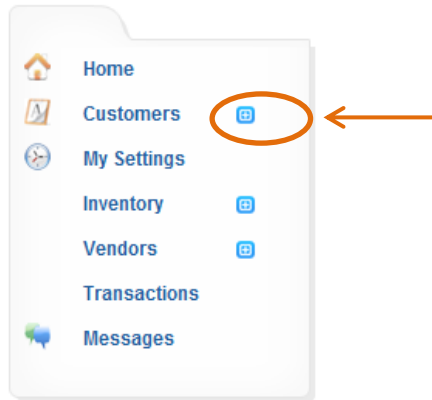 Home
Customers
My Settings
Inventory
Vendors
Transactions
Messages